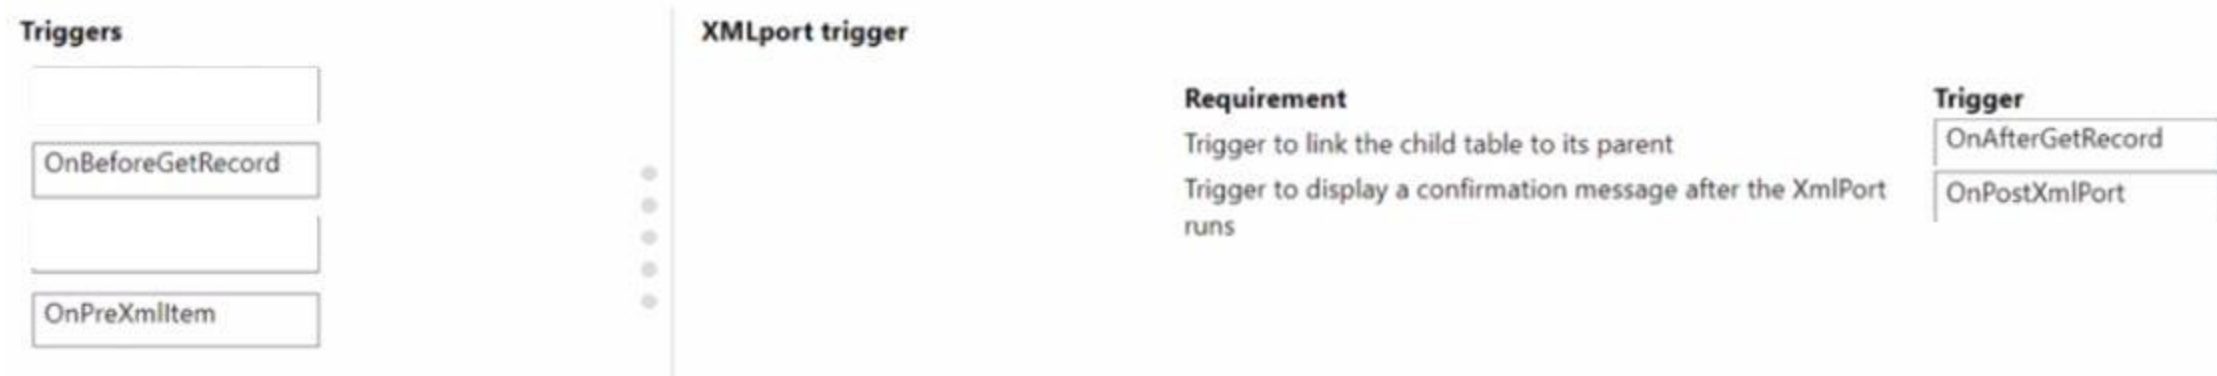 Triggers
OnBeforeGetRecord
OnPreXmlItem
XMLport trigger
Requirement
Trigger
Trigger to link the child table to its parent
OnAfterGetRecord
Trigger to display a confirmation message after the XmlPort
runs
OnPostXmlPort